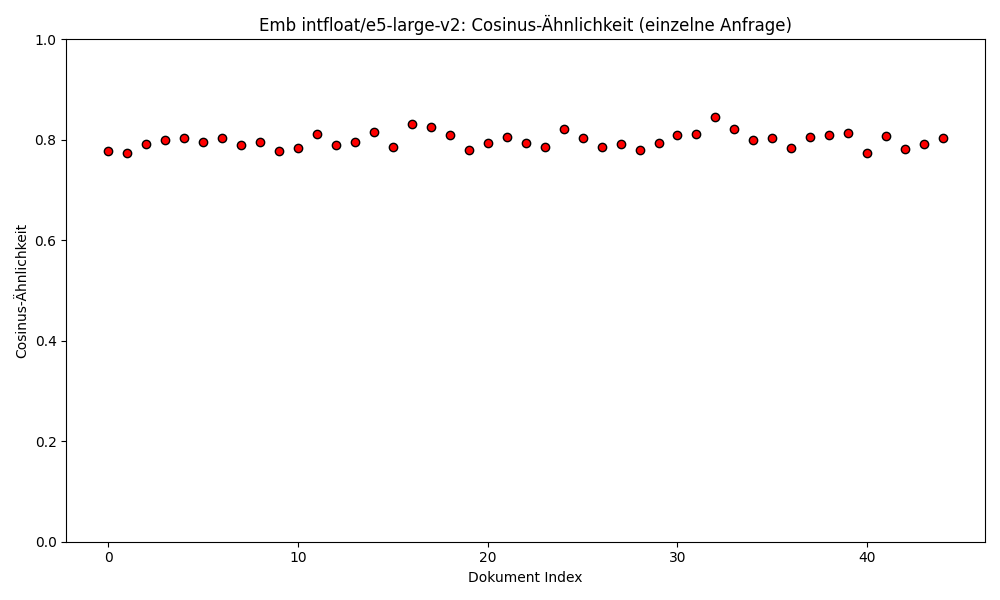 Emb intfloat/e5-large-v2: Cosinus-Ähnlichkeit (einzelne Anfrage)
1.0
0.8
0.6
0.4
0.2
0.0
Cosinus-Ähnlichkeit
0 10 20 30 40
Dokument Index